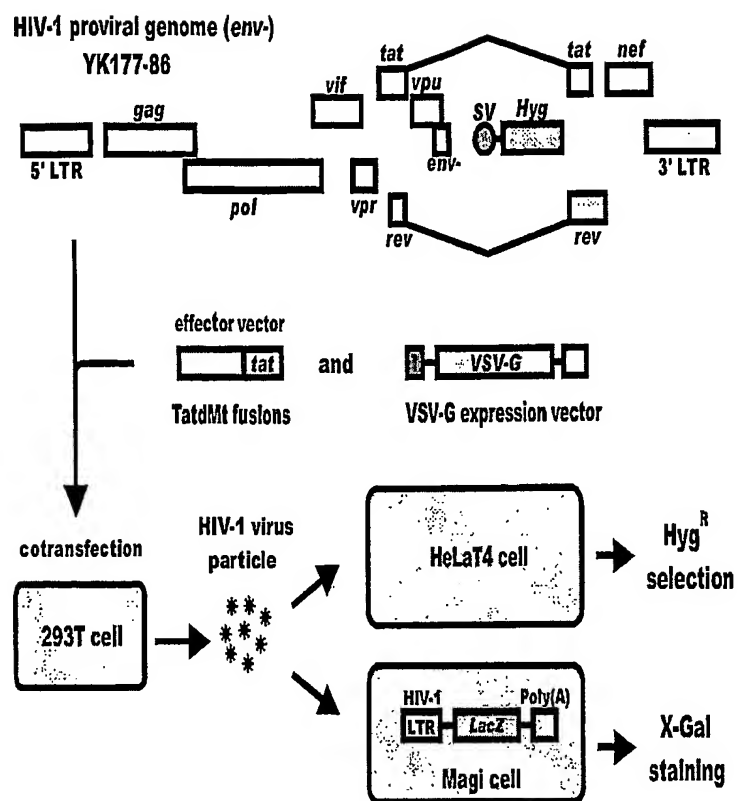 HIV-1 proviral genome (env-)
YK177-86
tat
tat
nef
vif
vpu
gag
SV
Hyg
5' LTR
env-
3' LTR
pol
vpr
rev
rev
effector vector
tat
and
VSV-G
TatdMt fusions
VSV-G expression vector
cotransfection
HIV-1 virus
particle
293T cell
HeLaT4 cell
Hyg^R
selection
HIV-1
Poly(A)
LTR
LacZ
Magi cell
X-Gal
staining